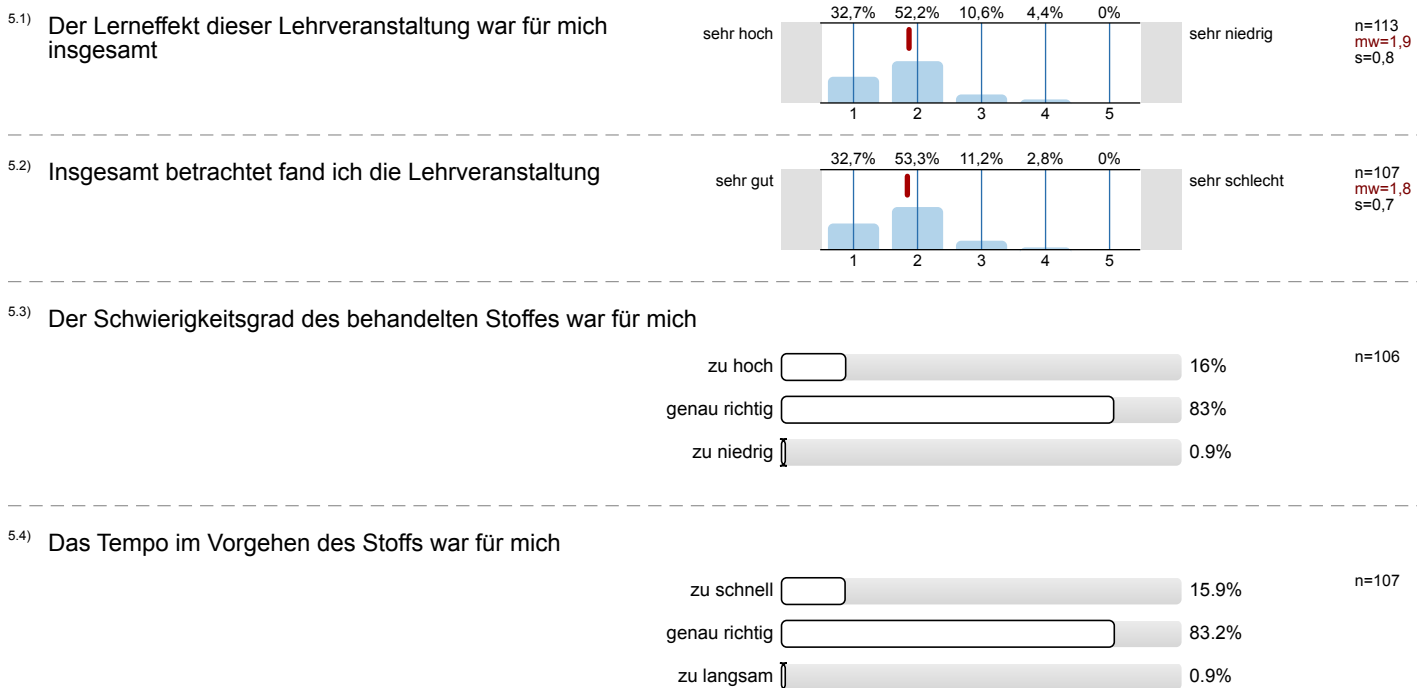 5.1) Der Lerneffekt dieser Lehrveranstaltung war für mich
insgesamt
32,7% 52,2% 10,6% 4,4% 0%
sehr hoch
sehr niedrig
1 2 3 4 5
n=113
mw=1,9
s=0,8
5.2) Insgesamt betrachtet fand ich die Lehrveranstaltung
32,7% 53,3% 11,2% 2,8% 0%
sehr gut
sehr schlecht
1 2 3 4 5
n=107
mw=1,8
s=0,7
5.3) Der Schwierigkeitsgrad des behandelten Stoffes war für mich
zu hoch 16% n=106
genau richtig 83%
zu niedrig 0.9%
5.4) Das Tempo im Vorgehen des Stoffs war für mich
zu schnell 15.9% n=107
genau richtig 83.2%
zu langsam 0.9%